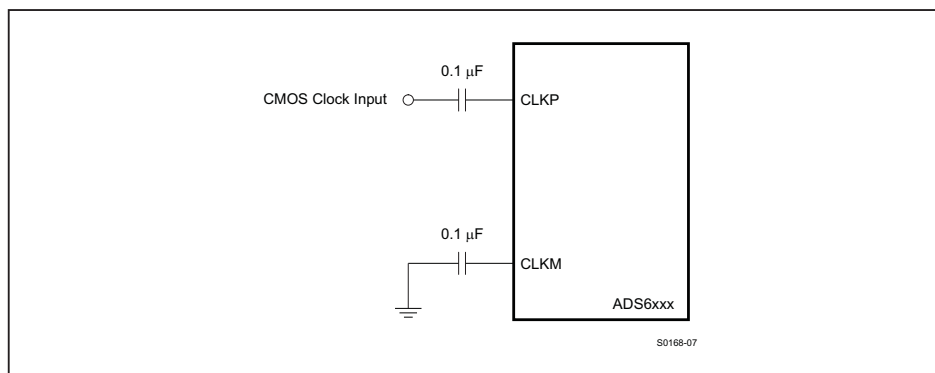 0.1 μF
CMOS Clock Input
CLKP
0.1 μF
CLKM
ADS6xxx
S0168-07